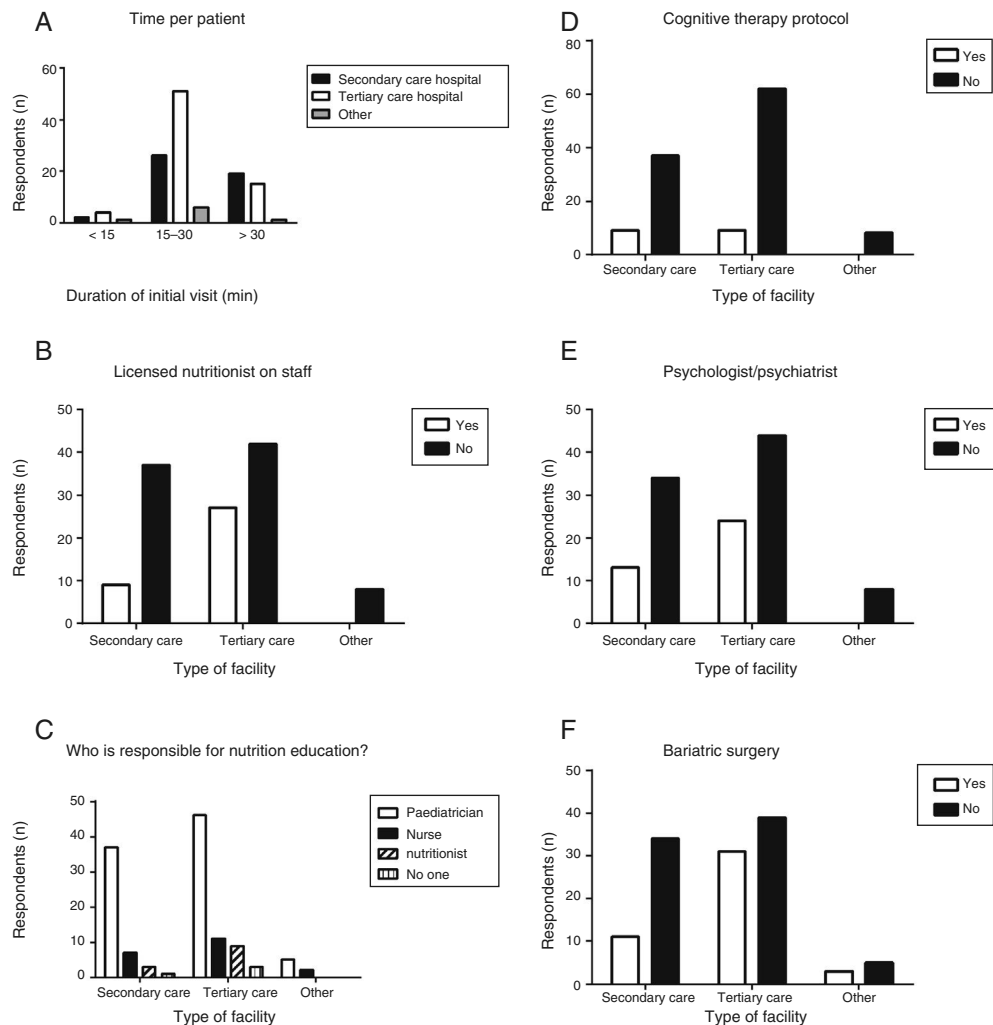 A
Time per patient
60
40
20
0
Respondents (n)
< 15
15–30
> 30
Duration of initial visit (min)
Secondary care hospital
Tertiary care hospital
Other
B
Licensed nutritionist on staff
50
40
30
20
10
0
Respondents (n)
Secondary care
Tertiary care
Other
Type of facility
Yes
No
C
Who is responsible for nutrition education?
50
40
30
20
10
0
Respondents (n)
Secondary care
Tertiary care
Other
Type of facility
Paediatrician
Nurse
nutritionist
No one
D
Cognitive therapy protocol
80
60
40
20
0
Respondents (n)
Secondary care
Tertiary care
Other
Type of facility
Yes
No
E
Psychologist/psychiatrist
50
40
30
20
10
0
Respondents (n)
Secondary care
Tertiary care
Other
Type of facility
Yes
No
F
Bariatric surgery
50
40
30
20
10
0
Respondents (n)
Secondary care
Tertiary care
Other
Type of facility
Yes
No